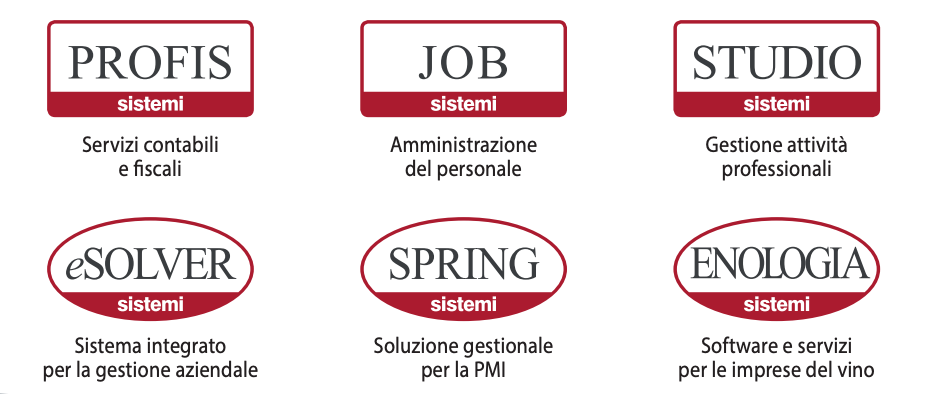 PROFIS
sistemi
Servizi contabili
e fiscali
JOB
sistemi
Amministrazione
del personale
STUDIO
sistemi
Gestione attività
professionali
eSOLVER
sistemi
Sistema integrato
per la gestione aziendale
SPRING
sistemi
Soluzione gestionale
per la PMI
ENOLOGIA
sistemi
Software e servizi
per le imprese del vino